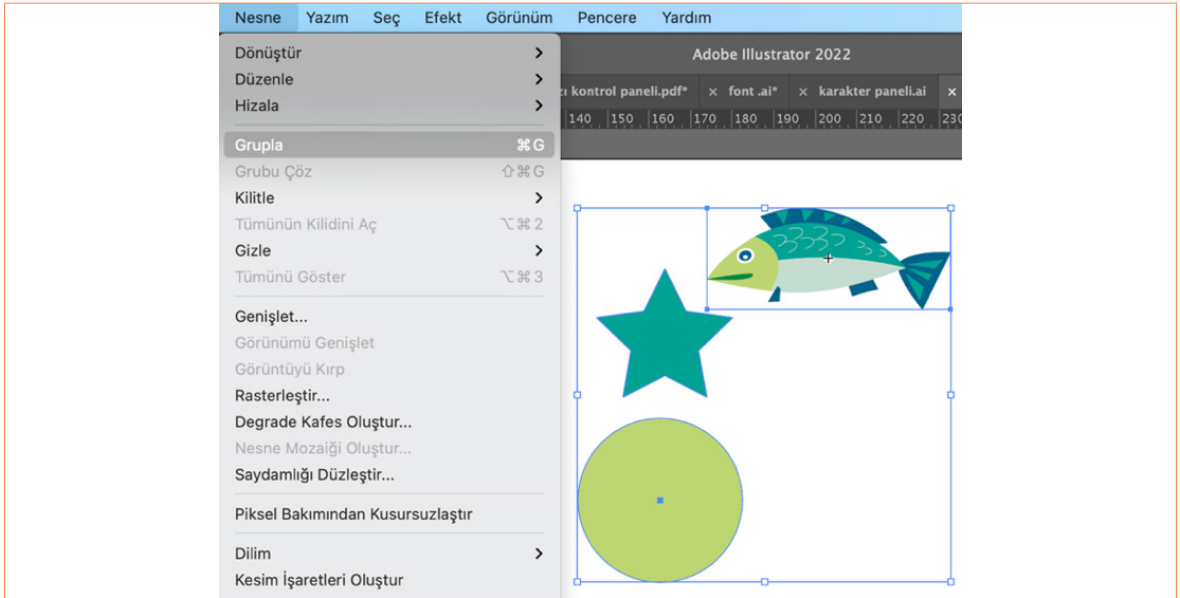 Nesne Yazım Seç Efekt Görünüm Pencere Yardım
Adobe Illustrator 2022
kontrol paneli.pdf* × font .ai* × karakter paneli.ai ×
140 150 160 170 180 190 200 210 220 230
Dönüştür >
Düzenle >
Hizala >
Grupla ⌘G
Grubu Çöz ⇧⌘G
Kilitle >
Tümünün Kilidini Aç ⌥⌘2
Gizle >
Tümünü Göster ⌥⌘3
Genişlet...
Görünümü Genişlet
Görüntüyü Kırp
Rasterleştir...
Degrade Kafes Oluştur...
Nesne Mozaiği Oluştur...
Saydamlığı Düzleştir...
Piksel Bakımından Kusursuzlaştır
Dilim >
Kesim İşaretleri Oluştur